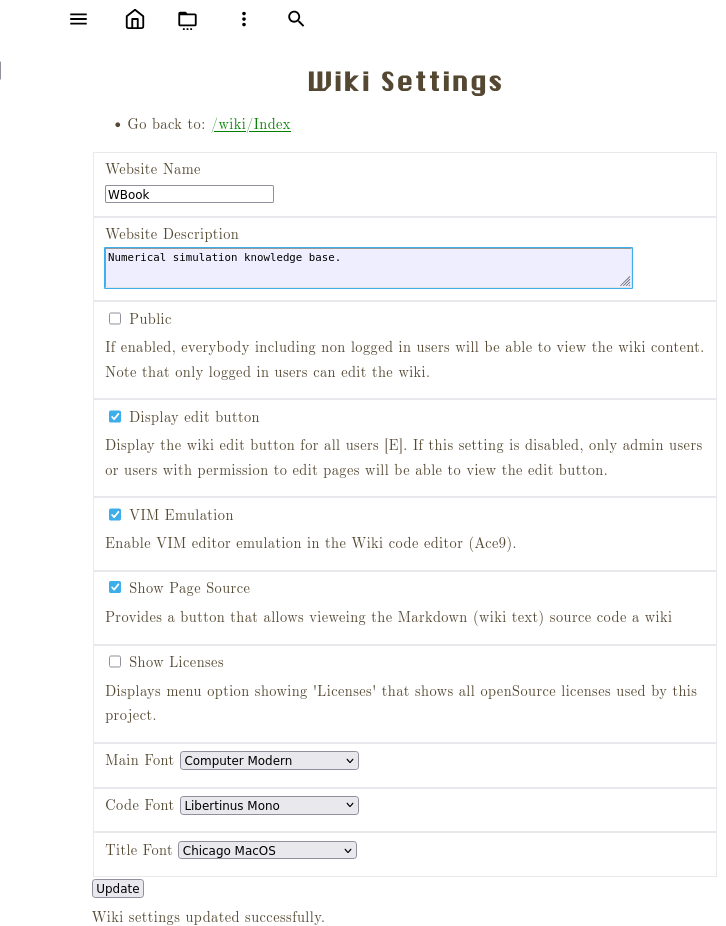 Wiki Settings
• Go back to: /wiki/Index
Website Name
WBook
Website Description
Numerical simulation knowledge base.
Public
If enabled, everybody including non logged in users will be able to view the wiki content.
Note that only logged in users can edit the wiki.
Display edit button
Display the wiki edit button for all users [E]. If this setting is disabled, only admin users
or users with permission to edit pages will be able to view the edit button.
VIM Emulation
Enable VIM editor emulation in the Wiki code editor (Ace9).
Show Page Source
Provides a button that allows vieweing the Markdown (wiki text) source code a wiki
Show Licenses
Displays menu option showing 'Licenses' that shows all openSource licenses used by this
project.
Main Font Computer Modern
Code Font Libertinus Mono
Title Font Chicago MacOS
Update
Wiki settings updated successfully.